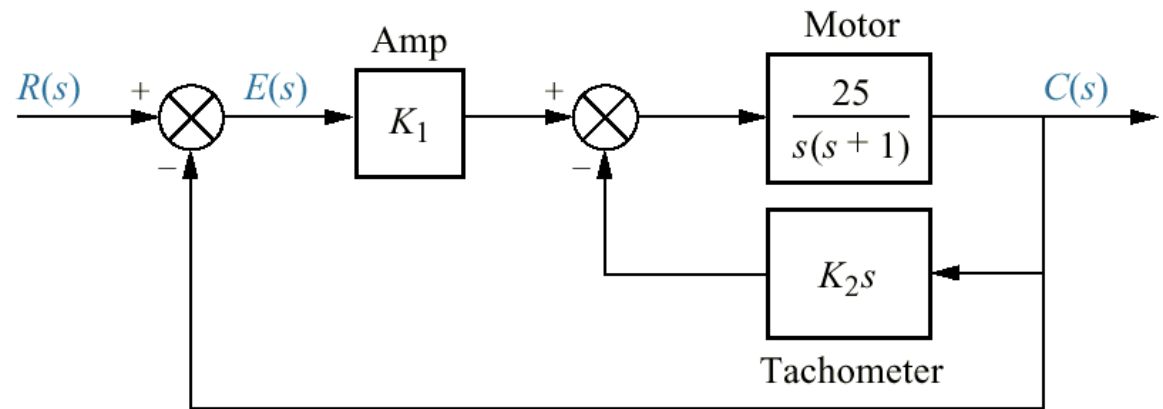 Motor
Amp
R(s)
+
E(s)
K₁
+
25
s(s + 1)
C(s)
−
−
K₂s
Tachometer